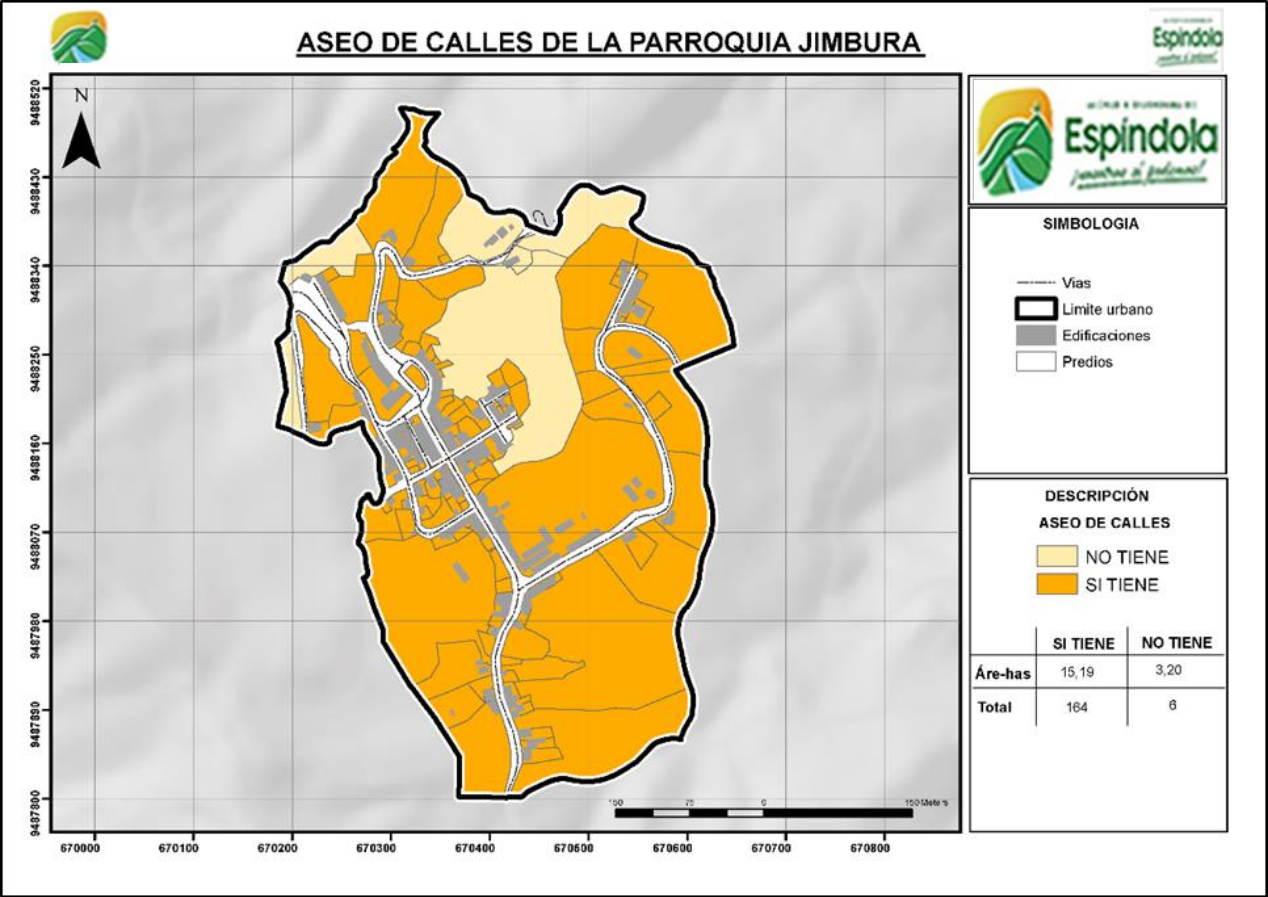 ASEO DE CALLES DE LA PARROQUIA JIMBURA
Espíndola
N
Espíndola
¡nuestro sí podemos!
SIMBOLOGIA
Vias
Limite urbano
Edificaciones
Predios
DESCRIPCIÓN
ASEO DE CALLES
NO TIENE
SI TIENE
SI TIENE NO TIENE
Áre-has 15,19 3,20
Total 164 6
9488520
9488430
9488340
9488250
9488160
9488070
9487980
9487890
9487800
150 75 0 150 Meters
670000 670100 670200 670300 670400 670500 670600 670700 670800